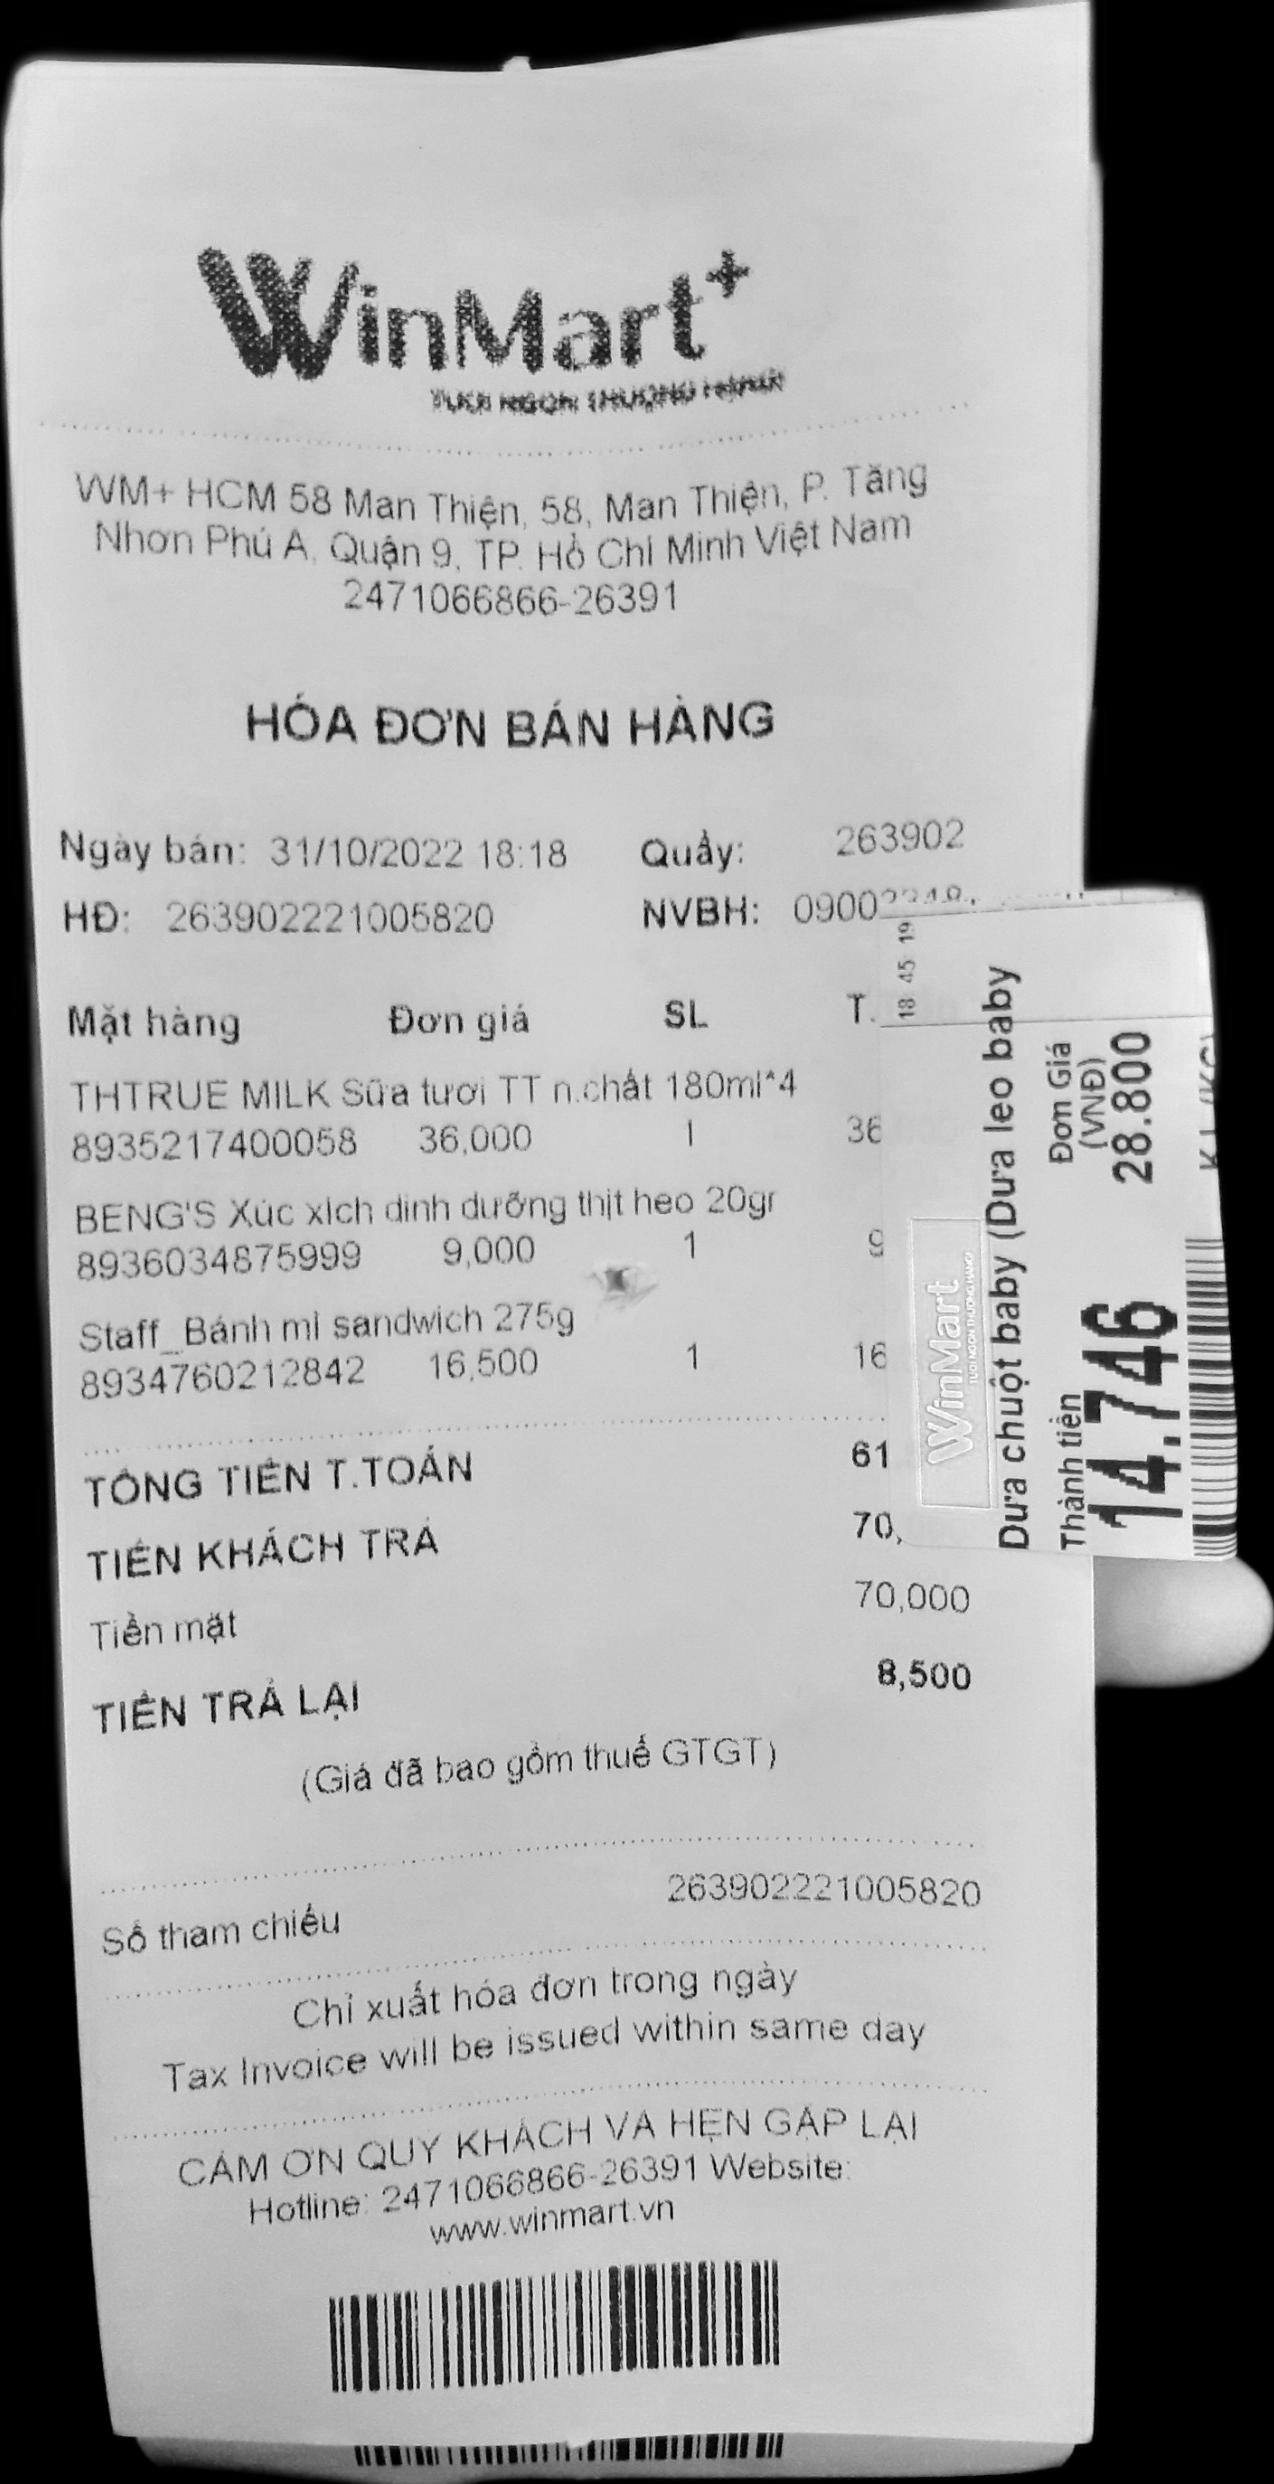 WinMart+
WM+ HCM 58 Man Thiện, 58, Man Thiện, P. Tăng
Nhơn Phú A, Quận 9, TP. Hồ Chí Minh Việt Nam
2471066866-26391
HÓA ĐƠN BÁN HÀNG
Ngày bán: 31/10/2022 18:18 Quầy: 263902
HĐ: 263902221005820 NVBH: 0900
Mặt hàng Đơn giá SL T.
THTRUE MILK Sữa tươi TT n.chất 180ml*4
8935217400058 36,000 1 36
BENG'S Xúc xích dinh dưỡng thịt heo 20gr
8936034875999 9,000 1 9
Staff_Bánh mì sandwich 275g
8934760212842 16,500 1 16
TỔNG TIỀN T.TOÁN 61
TIỀN KHÁCH TRẢ 70,
Tiền mặt 70,000
TIỀN TRẢ LẠI 8,500
(Giá đã bao gồm thuế GTGT)
Số tham chiếu 263902221005820
Chỉ xuất hóa đơn trong ngày
Tax Invoice will be issued within same day
CẢM ƠN QUÝ KHÁCH VÀ HẸN GẶP LẠI
Hotline: 2471066866-26391 Website:
www.winmart.vn
18 45 19
WinMart
TƯƠI NGON THƯỢNG HẠNG
Dưa chuột baby (Dưa leo baby
Thành tiền Đơn Giá
(VNĐ)
14.746 28.800